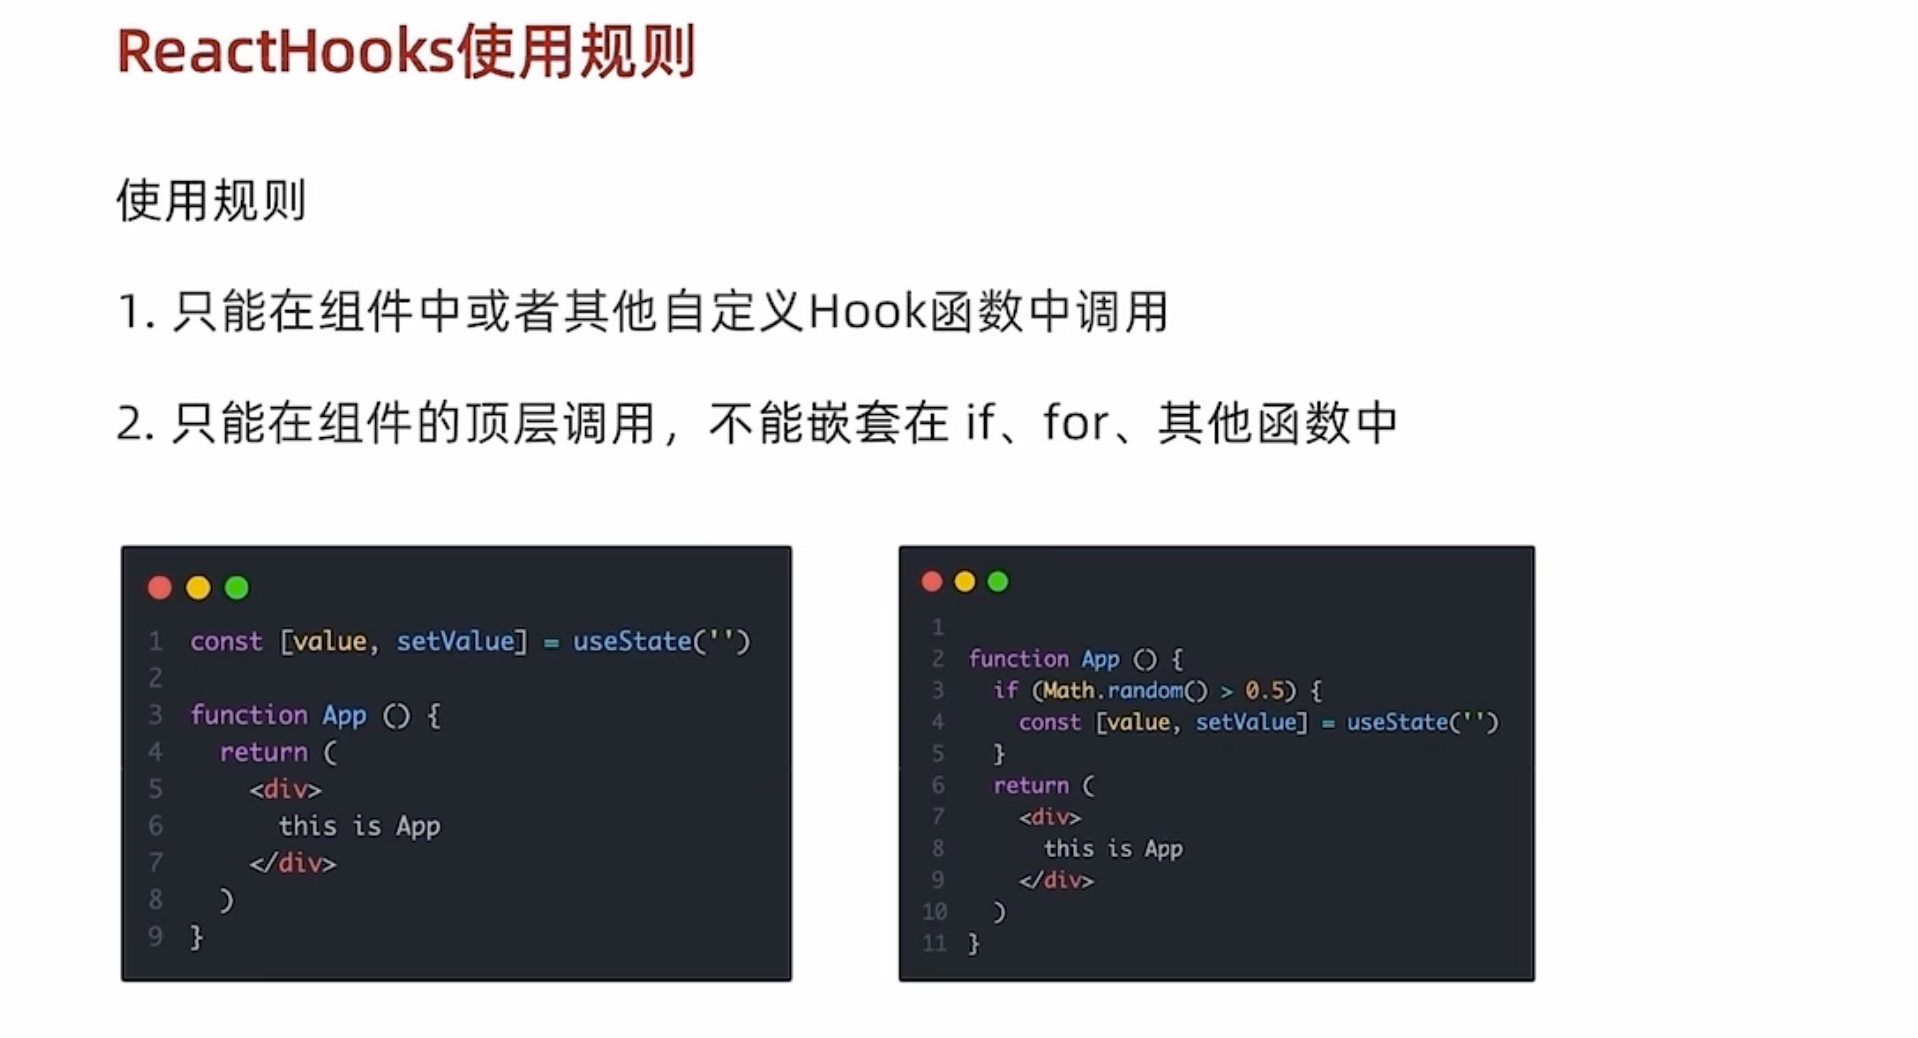 ReactHooks使用规则
使用规则
1. 只能在组件中或者其他自定义Hook函数中调用
2. 只能在组件的顶层调用，不能嵌套在 if、for、其他函数中
1 const [value, setValue] = useState('')
2
3 function App () {
4   return (
5     <div>
6       this is App
7     </div>
8   )
9 }
1
2 function App () {
3   if (Math.random() > 0.5) {
4     const [value, setValue] = useState('')
5   }
6   return (
7     <div>
8       this is App
9     </div>
10   )
11 }